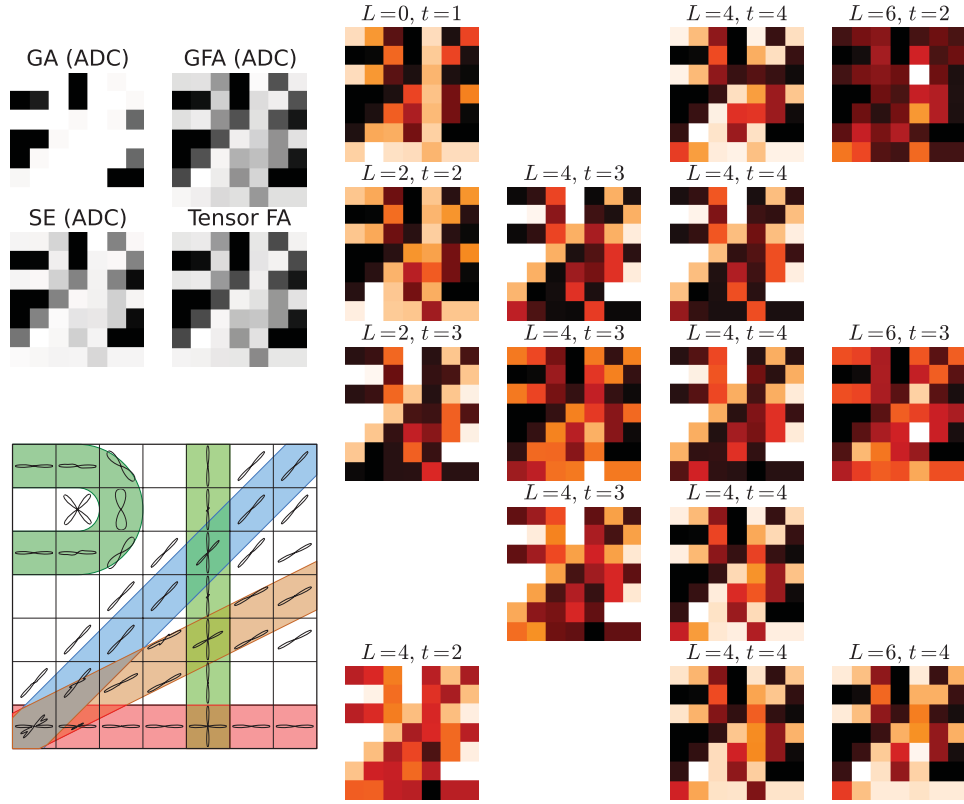 L=0, t=1
L=4, t=4
L=6, t=2
GA (ADC)
GFA (ADC)
L=2, t=2
L=4, t=3
L=4, t=4
SE (ADC)
Tensor FA
L=2, t=3
L=4, t=3
L=4, t=4
L=6, t=3
L=4, t=3
L=4, t=4
L=4, t=2
L=4, t=4
L=6, t=4